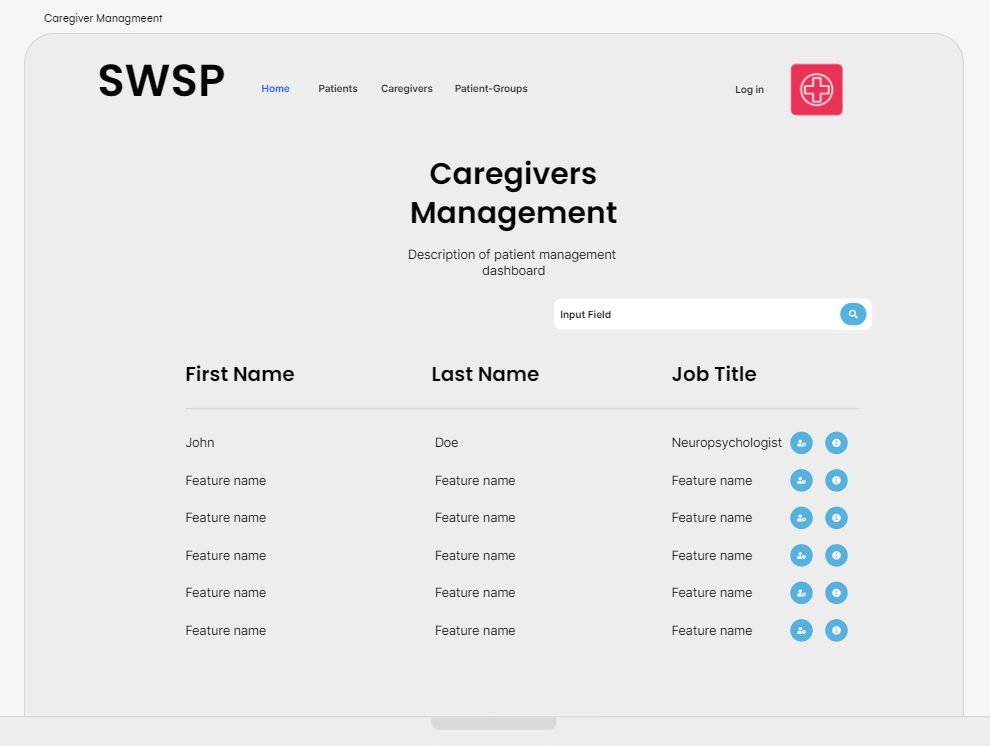 Caregiver Managmeent
SWSP
Home Patients Caregivers Patient-Groups Log in
Caregivers
Management
Description of patient management
dashboard
Input Field
First Name Last Name Job Title
John Doe Neuropsychologist
Feature name Feature name Feature name
Feature name Feature name Feature name
Feature name Feature name Feature name
Feature name Feature name Feature name
Feature name Feature name Feature name